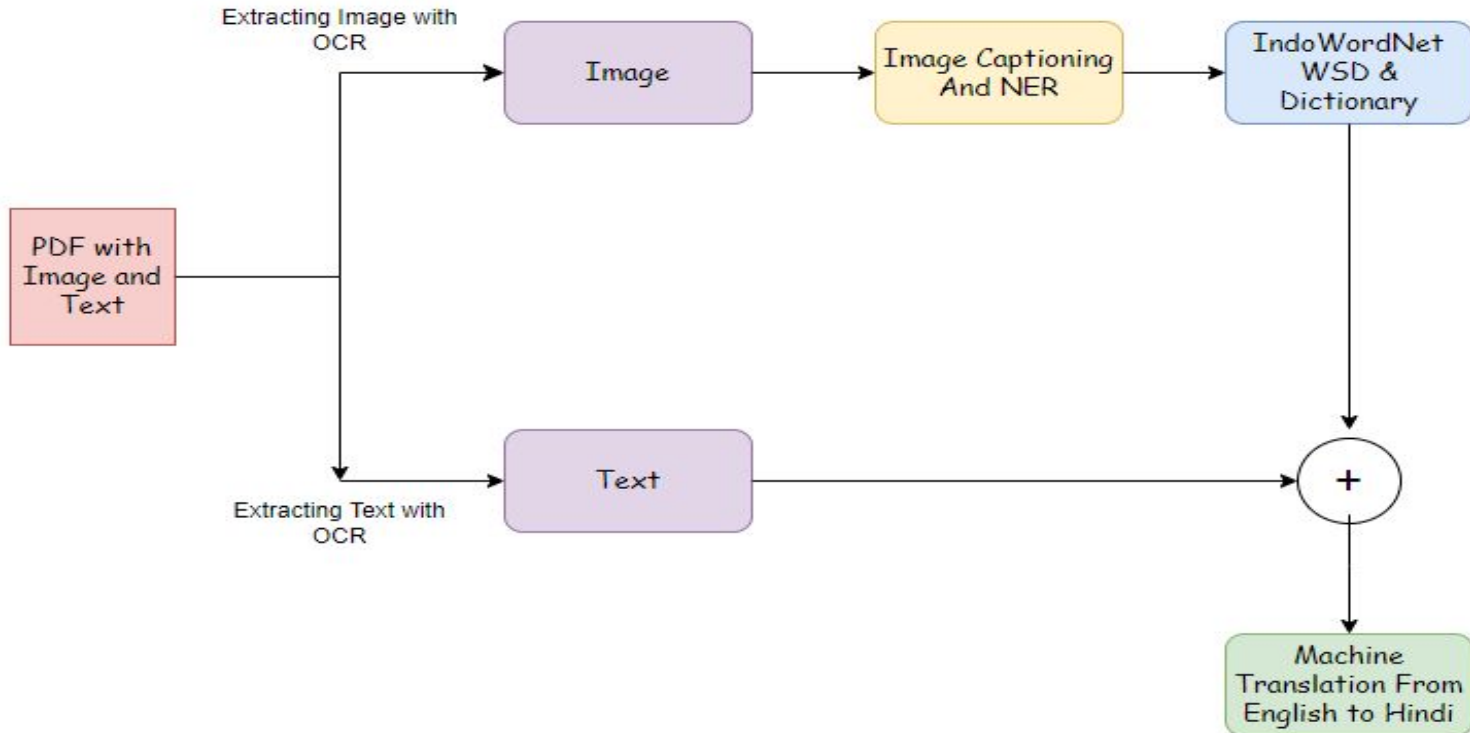 Extracting Image with
OCR
Image
Image Captioning
And NER
IndoWordNet
WSD &
Dictionary
PDF with
Image and
Text
Text
Extracting Text with
OCR
+
Machine
Translation From
English to Hindi